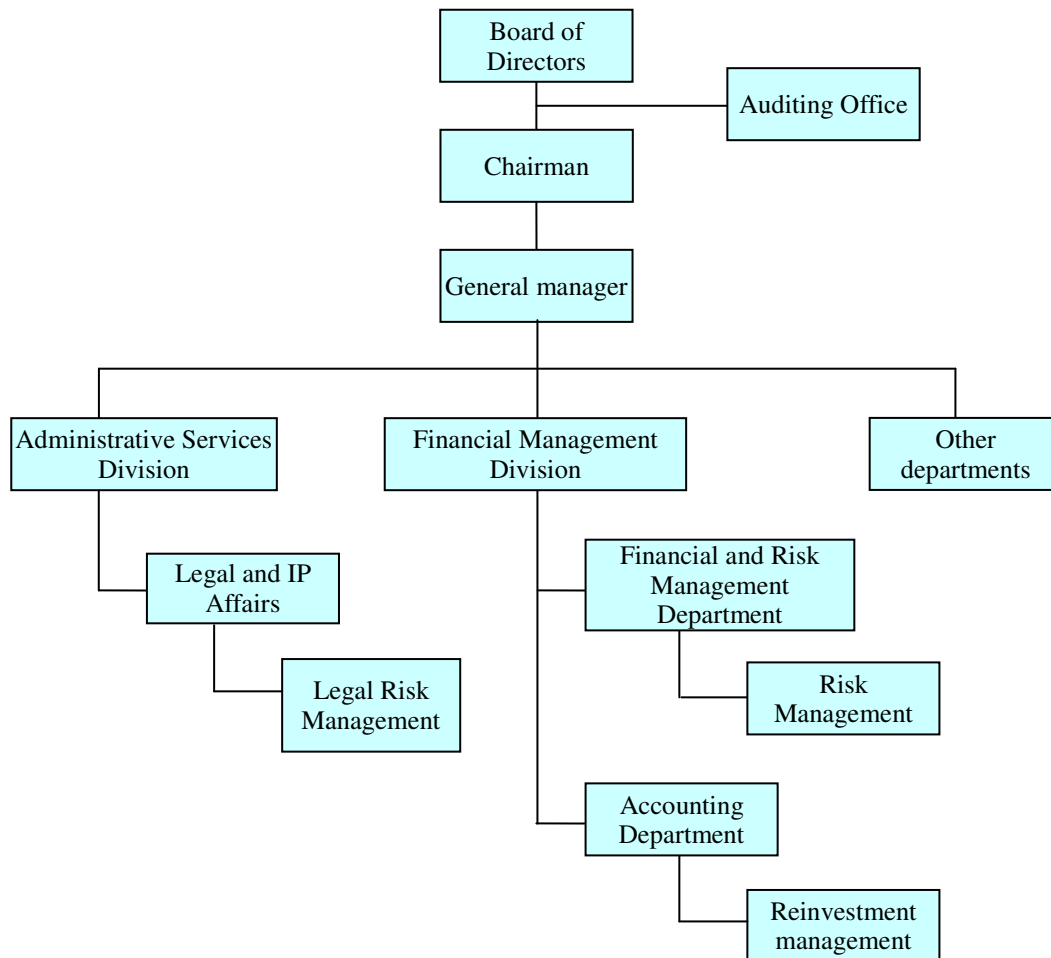 Board of
Directors
Auditing Office
Chairman
General manager
Administrative Services
Division
Financial Management
Division
Other
departments
Legal and IP
Affairs
Financial and Risk
Management
Department
Legal Risk
Management
Risk
Management
Accounting
Department
Reinvestment
management